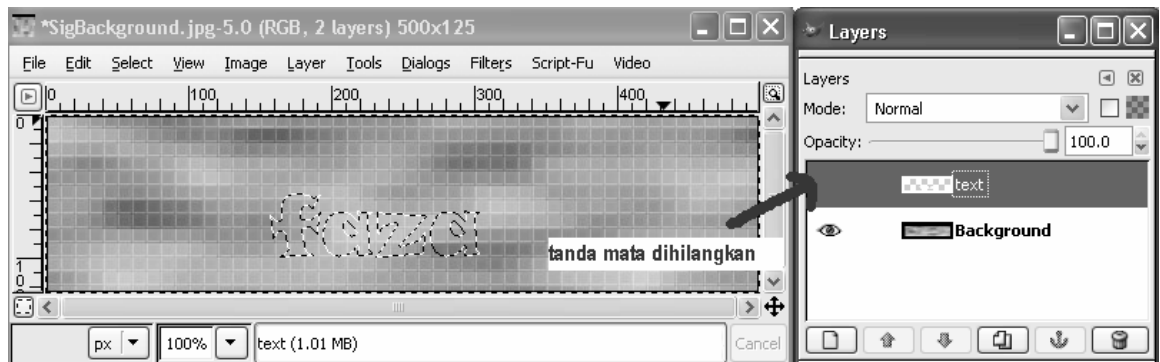 *SigBackground.jpg-5.0 (RGB, 2 layers) 500x125
File Edit Select View Image Layer Tools Dialogs Filters Script-Fu Video
0 100 200 300 400
0
100
faza
tanda mata dihilangkan
px 100% text (1.01 MB) Cancel
Layers
Layers
Mode: Normal
Opacity: 100.0
text
Background